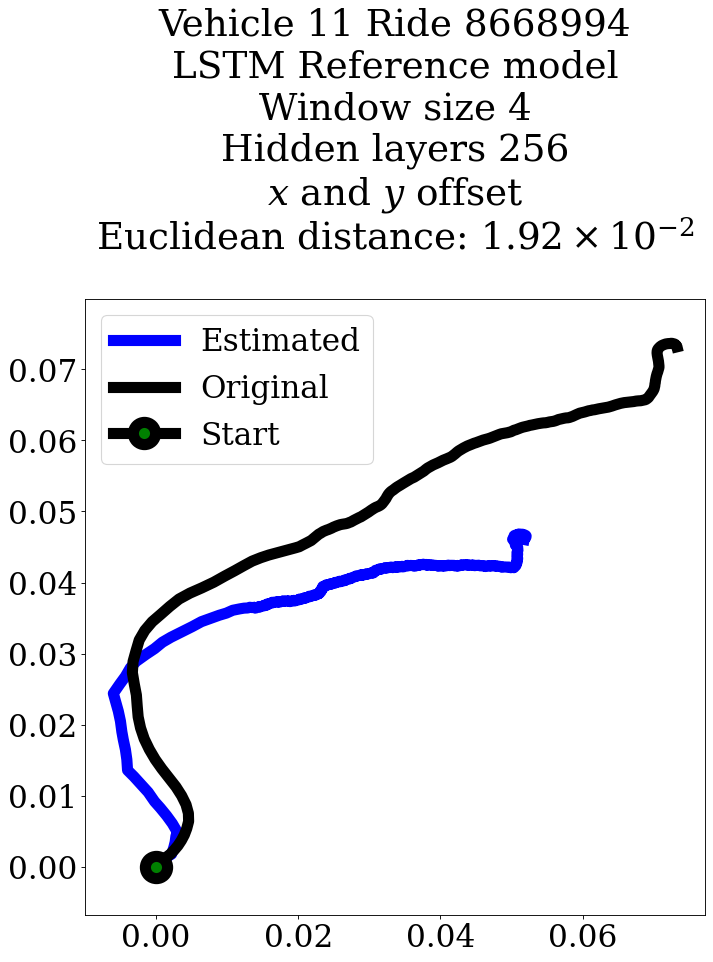 Vehicle 11 Ride 8668994
LSTM Reference model
Window size 4
Hidden layers 256
x and y offset
Euclidean distance: 1.92 × 10⁻²
Estimated
Original
Start
0.07
0.06
0.05
0.04
0.03
0.02
0.01
0.00
0.00 0.02 0.04 0.06